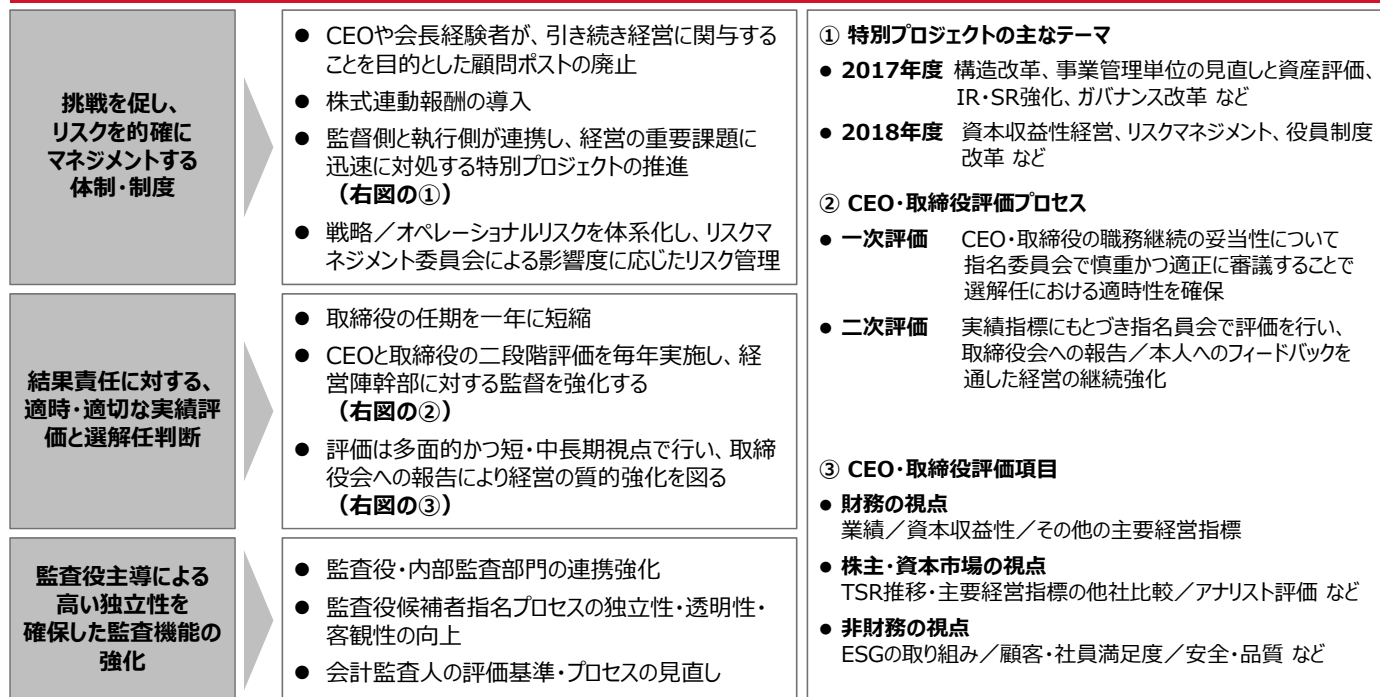 挑戦を促し、
リスクを的確に
マネジメントする
体制・制度
● CEOや会長経験者が、引き続き経営に関与する
ことを目的とした顧問ポストの廃止
● 株式連動報酬の導入
● 監督側と執行側が連携し、経営の重要課題に
迅速に対処する特別プロジェクトの推進
（右図の①）
● 戦略／オペレーショナルリスクを体系化し、リスクマ
ネジメント委員会による影響度に応じたリスク管理
結果責任に対する、
適時・適切な実績評
価と選解任判断
● 取締役の任期を一年に短縮
● CEOと取締役の二段階評価を毎年実施し、経
営陣幹部に対する監督を強化する
（右図の②）
● 評価は多面的かつ短・中長期視点で行い、取締
役会への報告により経営の質的強化を図る
（右図の③）
監査役主導による
高い独立性を
確保した監査機能の
強化
● 監査役・内部監査部門の連携強化
● 監査役候補者指名プロセスの独立性・透明性・
客観性の向上
● 会計監査人の評価基準・プロセスの見直し
① 特別プロジェクトの主なテーマ
● 2017年度 構造改革、事業管理単位の見直しと資産評価、
IR・SR強化、ガバナンス改革 など
● 2018年度 資本収益性経営、リスクマネジメント、役員制度
改革 など
② CEO・取締役評価プロセス
● 一次評価 CEO・取締役の職務継続の妥当性について
指名委員会で慎重かつ適正に審議することで
選解任における適時性を確保
● 二次評価 実績指標にもとづき指名員会で評価を行い、
取締役会への報告／本人へのフィードバックを
通した経営の継続強化
③ CEO・取締役評価項目
● 財務の視点
業績／資本収益性／その他の主要経営指標
● 株主・資本市場の視点
TSR推移・主要経営指標の他社比較／アナリスト評価 など
● 非財務の視点
ESGの取り組み／顧客・社員満足度／安全・品質 など